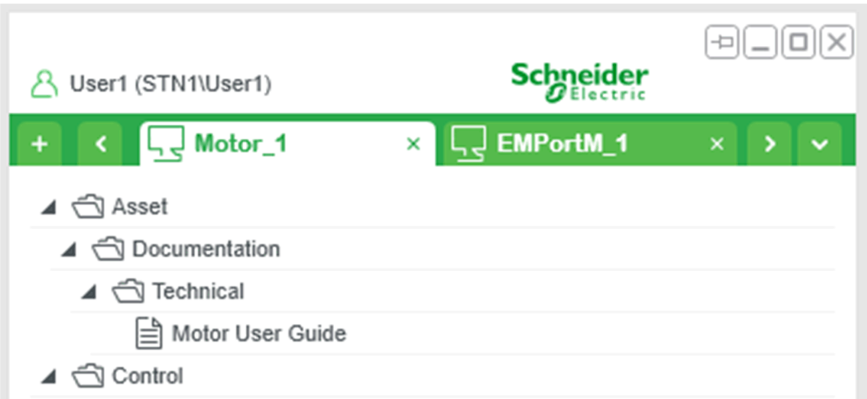 User1 (STN1\User1)
Schneider
Electric
+ < Motor_1 × EMPortM_1 × >
Asset
Documentation
Technical
Motor User Guide
Control